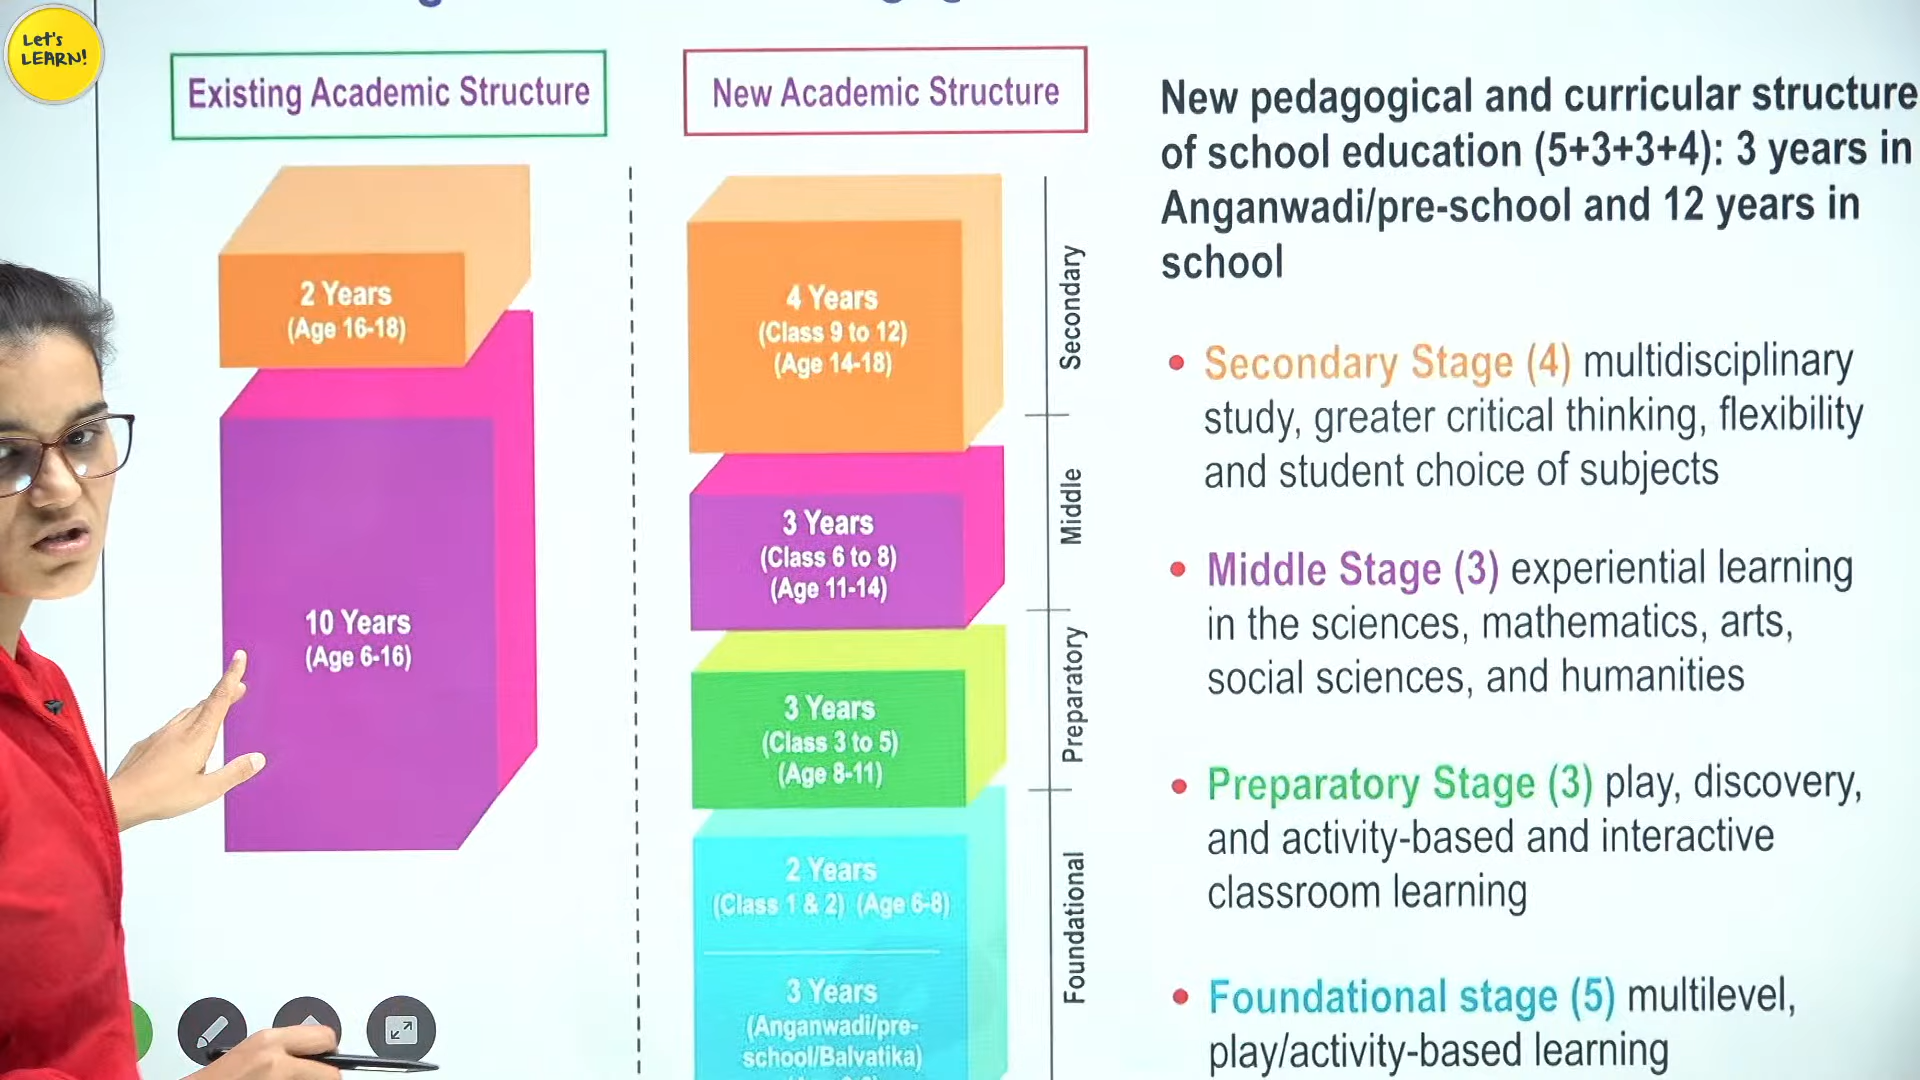 Let's
LEARN!
Existing Academic Structure
2 Years
(Age 16-18)
10 Years
(Age 6-16)
New Academic Structure
4 Years
(Class 9 to 12)
(Age 14-18)
Secondary
3 Years
(Class 6 to 8)
(Age 11-14)
Middle
3 Years
(Class 3 to 5)
(Age 8-11)
Preparatory
2 Years
(Class 1 & 2) (Age 6-8)
3 Years
(Anganwadi/pre-
school/Balvatika)
Foundational
New pedagogical and curricular structure
of school education (5+3+3+4): 3 years in
Anganwadi/pre-school and 12 years in
school
• Secondary Stage (4) multidisciplinary
study, greater critical thinking, flexibility
and student choice of subjects
• Middle Stage (3) experiential learning
in the sciences, mathematics, arts,
social sciences, and humanities
• Preparatory Stage (3) play, discovery,
and activity-based and interactive
classroom learning
• Foundational stage (5) multilevel,
play/activity-based learning